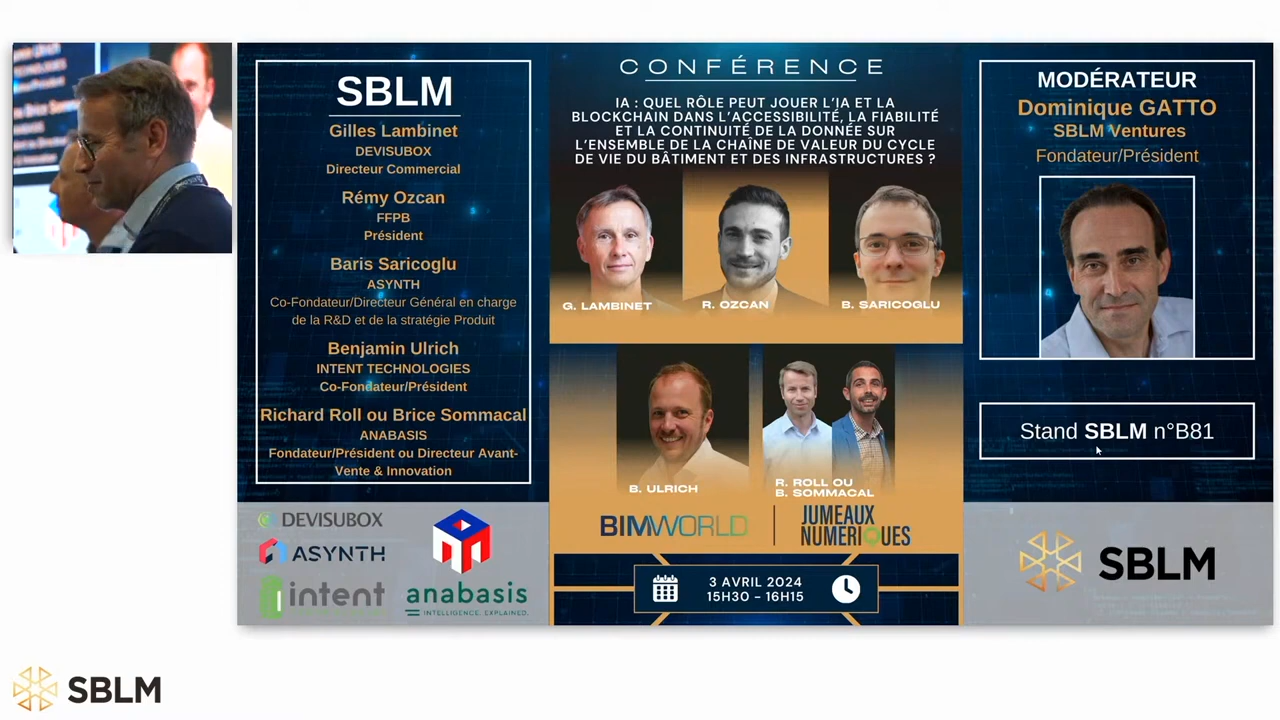 SBLM
Gilles Lambinet
DEVISUBOX
Directeur Commercial
Rémy Ozcan
FFPB
Président
Baris Saricoglu
ASYNTH
Co-Fondateur/Directeur Général en charge
de la R&D et de la stratégie Produit
Benjamin Ulrich
INTENT TECHNOLOGIES
Co-Fondateur/Président
Richard Roll ou Brice Sommacal
ANABASIS
Fondateur/Président ou Directeur Avant-
Vente & Innovation
DEVISUBOX
ASYNTH
intent
anabasis
INTELLIGENCE. EXPLAINED.
CONFÉRENCE
IA : QUEL RÔLE PEUT JOUER L'IA ET LA
BLOCKCHAIN DANS L'ACCESSIBILITÉ, LA FIABILITÉ
ET LA CONTINUITÉ DE LA DONNÉE SUR
L'ENSEMBLE DE LA CHAÎNE DE VALEUR DU CYCLE
DE VIE DU BÂTIMENT ET DES INFRASTRUCTURES ?
G. LAMBINET
R. OZCAN
B. SARICOGLU
B. ULRICH
R. ROLL OU
B. SOMMACAL
BIMWORLD
JUMEAUX
NUMÉRIQUES
3 AVRIL 2024
15H30 - 16H15
MODÉRATEUR
Dominique GATTO
SBLM Ventures
Fondateur/Président
Stand SBLM n°B81
SBLM
SBLM